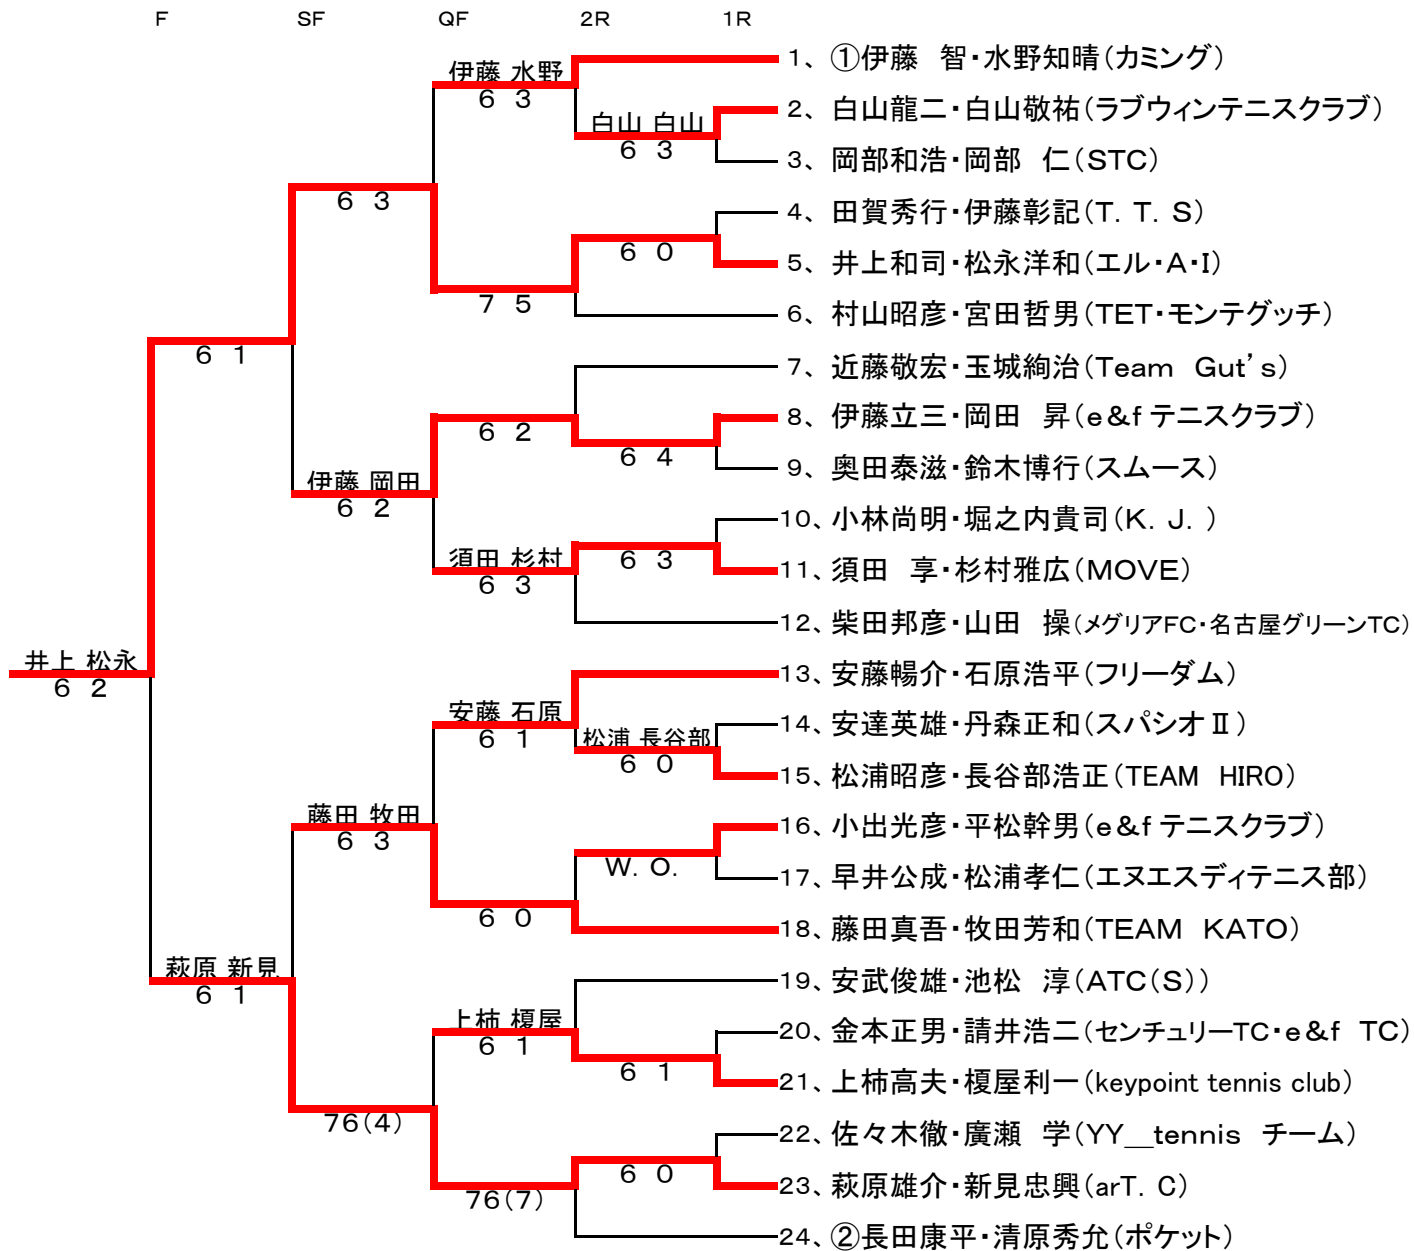 F SF QF 2R 1R
1、 ①伊藤　智・水野知晴(カミング)
伊藤 水野
6 3
2、 白山龍二・白山敬祐(ラブウィンテニスクラブ)
白山 白山
6 3
3、 岡部和浩・岡部　仁(STC)
6 3
4、 田賀秀行・伊藤彰記(T. T. S)
6 0
5、 井上和司・松永洋和(エル・A・I)
7 5
6、 村山昭彦・宮田哲男(TET・モンテグッチ)
6 1
7、 近藤敬宏・玉城絢治(Team　Gut's)
8、 伊藤立三・岡田　昇(e&fテニスクラブ)
6 2
6 4
9、 奥田泰滋・鈴木博行(スムース)
伊藤 岡田
6 2
10、 小林尚明・堀之内貴司(K. J. )
須田 杉村
6 3
6 3
11、 須田　享・杉村雅広(MOVE)
12、 柴田邦彦・山田　操(メグリアFC・名古屋グリーンTC)
井上 松永
6 2
13、 安藤暢介・石原浩平(フリーダム)
安藤 石原
6 1
14、 安達英雄・丹森正和(スパシオⅡ)
松浦 長谷部
6 0
15、 松浦昭彦・長谷部浩正(TEAM　HIRO)
藤田 牧田
6 3
16、 小出光彦・平松幹男(e&fテニスクラブ)
W. O.
17、 早井公成・松浦孝仁(エヌエスディテニス部)
6 0
18、 藤田真吾・牧田芳和(TEAM　KATO)
萩原 新見
6 1
19、 安武俊雄・池松　淳(ATC(S))
上柿 榎屋
6 1
20、 金本正男・請井浩二(センチュリーTC・e&f　TC)
6 1
21、 上柿高夫・榎屋利一(keypoint tennis club)
76(4)
22、 佐々木徹・廣瀬　学(YY__tennis　チーム)
6 0
23、 萩原雄介・新見忠興(arT. C)
76(7)
24、 ②長田康平・清原秀允(ポケット)